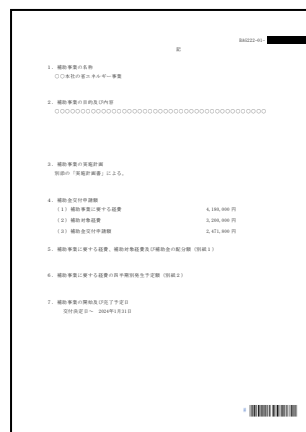 BAG222-01-
記
1. 補助事業の名称
○○本社の省エネルギー事業
2. 補助事業の目的及び内容
○○○○○○○○○○○○○○○○○○○○○○○○○○○○○○○○○○○○○○○
3. 補助事業の実施計画
別添の「実施計画書」による。
4. 補助金交付申請額
(1) 補助事業に要する経費 4,100,000 円
(2) 補助対象経費 3,200,000 円
(3) 補助金交付申請額 2,471,000 円
5. 補助事業に要する経費、補助対象経費及び補助金の配分額（別紙1）
6. 補助事業に要する経費の四半期別発生予定額（別紙2）
7. 補助事業の開始及び完了予定日
交付決定日～ 2024年1月31日